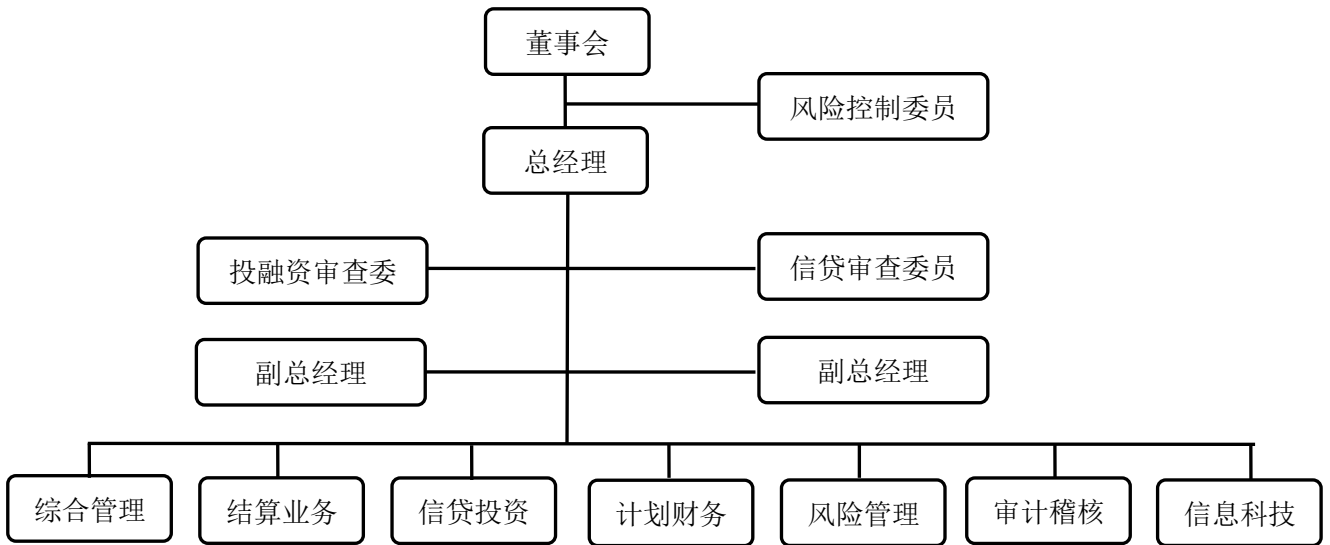 董事会
风险控制委员
总经理
投融资审查委
信贷审查委员
副总经理
副总经理
综合管理
结算业务
信贷投资
计划财务
风险管理
审计稽核
信息科技